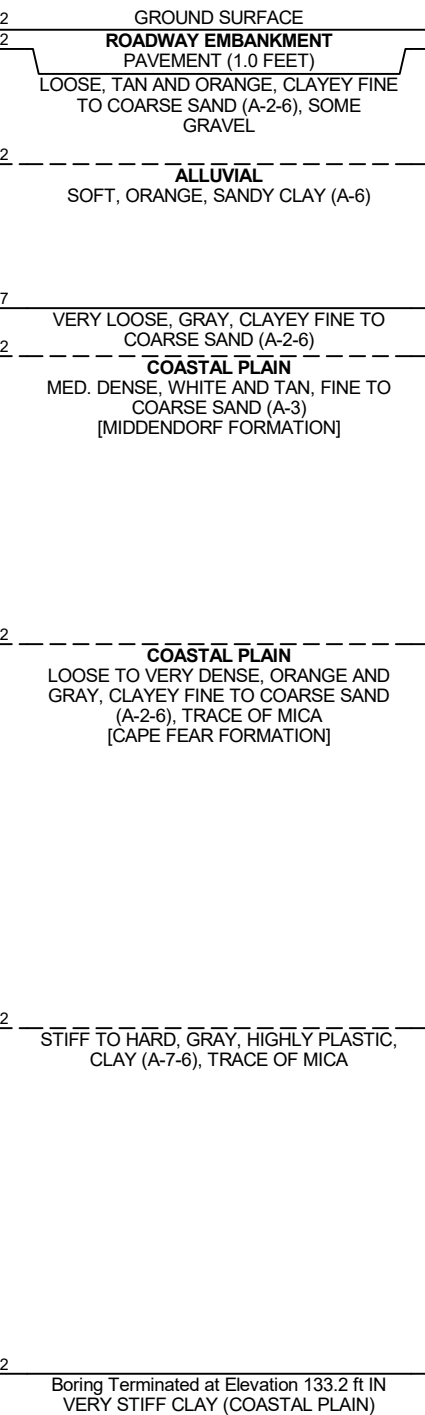 2 GROUND SURFACE
2 ROADWAY EMBANKMENT
PAVEMENT (1.0 FEET)
LOOSE, TAN AND ORANGE, CLAYEY FINE
TO COARSE SAND (A-2-6), SOME
GRAVEL
2
ALLUVIAL
SOFT, ORANGE, SANDY CLAY (A-6)
7
VERY LOOSE, GRAY, CLAYEY FINE TO
COARSE SAND (A-2-6)
2
COASTAL PLAIN
MED. DENSE, WHITE AND TAN, FINE TO
COARSE SAND (A-3)
[MIDDENDORF FORMATION]
2
COASTAL PLAIN
LOOSE TO VERY DENSE, ORANGE AND
GRAY, CLAYEY FINE TO COARSE SAND
(A-2-6), TRACE OF MICA
[CAPE FEAR FORMATION]
2
STIFF TO HARD, GRAY, HIGHLY PLASTIC,
CLAY (A-7-6), TRACE OF MICA
2
Boring Terminated at Elevation 133.2 ft IN
VERY STIFF CLAY (COASTAL PLAIN)